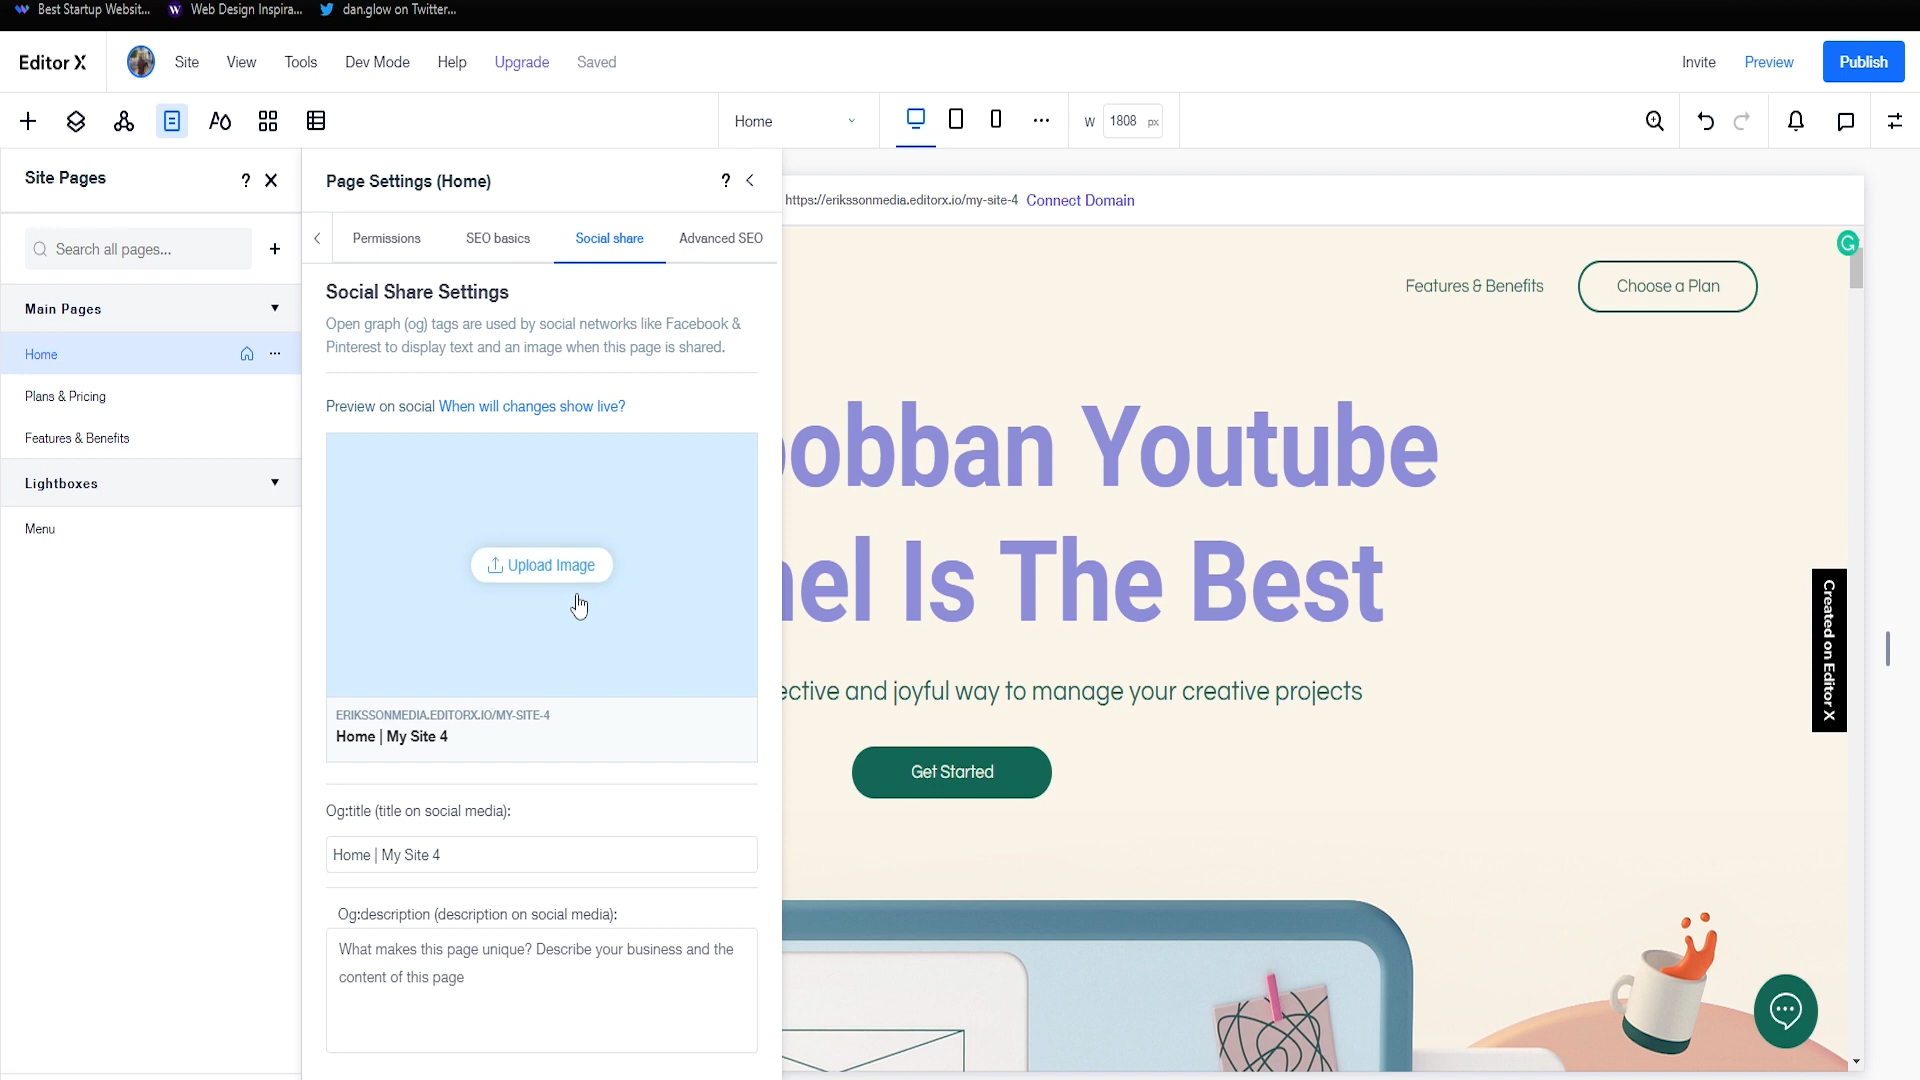 Best Startup Websit...
Web Design Inspira...
dan.glow on Twitter...
Editor X
Site
View
Tools
Dev Mode
Help
Upgrade
Saved
Invite
Preview
Publish
Home
W
1808
px
Site Pages
?
Page Settings (Home)
?
https://erikssonmedia.editorx.io/my-site-4 Connect Domain
Search all pages...
Permissions
SEO basics
Social share
Advanced SEO
Main Pages
Home
Plans & Pricing
Features & Benefits
Lightboxes
Menu
Social Share Settings
Open graph (og) tags are used by social networks like Facebook &
Pinterest to display text and an image when this page is shared.
Preview on social When will changes show live?
Upload Image
ERIKSSONMEDIA.EDITORX.IO/MY-SITE-4
Home | My Site 4
Og:title (title on social media):
Home | My Site 4
Og:description (description on social media):
What makes this page unique? Describe your business and the
content of this page
Features & Benefits
Choose a Plan
obban Youtube
nel Is The Best
ective and joyful way to manage your creative projects
Get Started
Created on Editor X